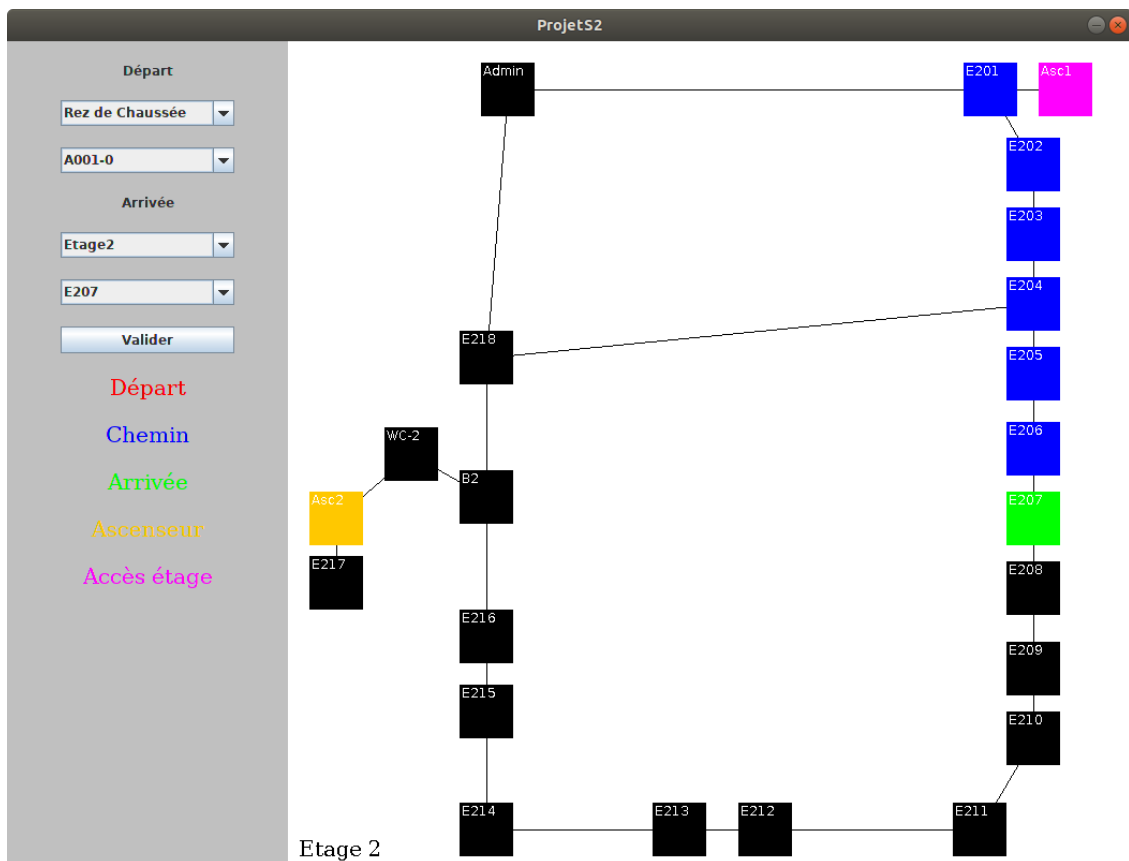 ProjetS2
Départ
Rez de Chaussée
A001-0
Arrivée
Etage2
E207
Valider
Départ
Chemin
Arrivée
Ascenseur
Accès étage
Admin
E201
Asc1
E202
E203
E204
E218
E205
E206
WC-2
B2
Asc2
E207
E217
E208
E216
E209
E215
E210
E214
E213
E212
E211
Etage 2